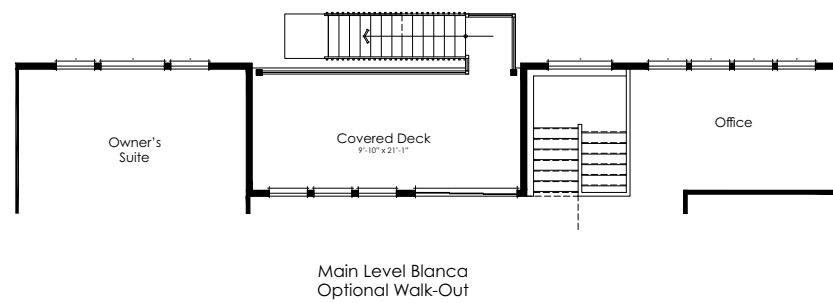 Owner's
Suite
Covered Deck
9'-10" x 21'-1"
Office
Main Level Blanca
Optional Walk-Out